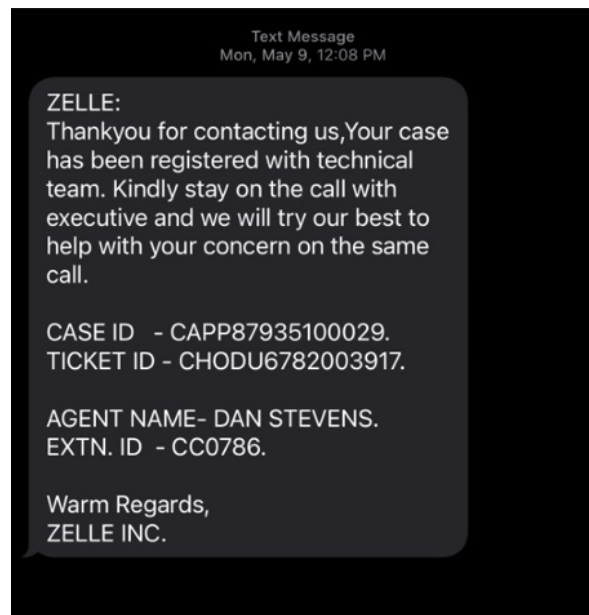 Text Message
Mon, May 9, 12:08 PM
ZELLE:
Thankyou for contacting us,Your case
has been registered with technical
team. Kindly stay on the call with
executive and we will try our best to
help with your concern on the same
call.
CASE ID   - CAPP87935100029.
TICKET ID - CHODU6782003917.
AGENT NAME- DAN STEVENS.
EXTN. ID  - CC0786.
Warm Regards,
ZELLE INC.